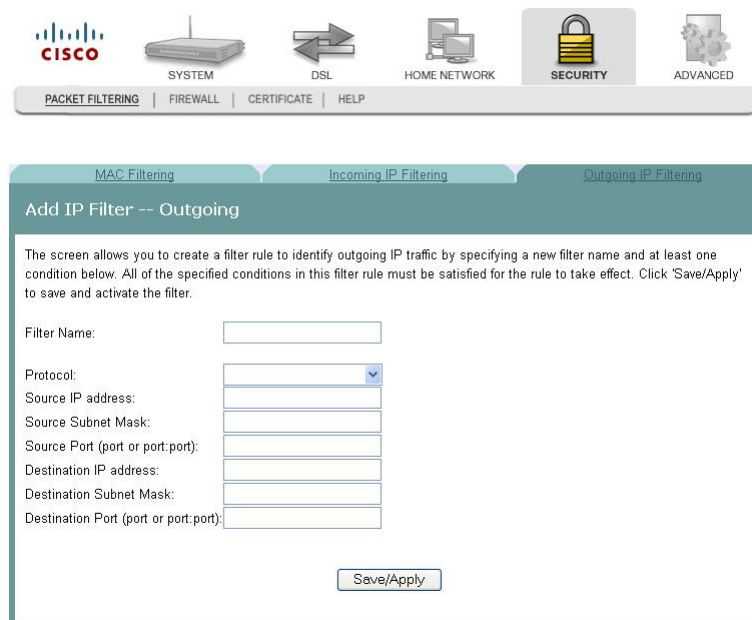 CISCO
SYSTEM
DSL
HOME NETWORK
SECURITY
ADVANCED
PACKET FILTERING | FIREWALL | CERTIFICATE | HELP
MAC Filtering
Incoming IP Filtering
Outgoing IP Filtering
Add IP Filter -- Outgoing
The screen allows you to create a filter rule to identify outgoing IP traffic by specifying a new filter name and at least one
condition below. All of the specified conditions in this filter rule must be satisfied for the rule to take effect. Click 'Save/Apply'
to save and activate the filter.
Filter Name:
Protocol:
Source IP address:
Source Subnet Mask:
Source Port (port or port:port):
Destination IP address:
Destination Subnet Mask:
Destination Port (port or port:port):
Save/Apply